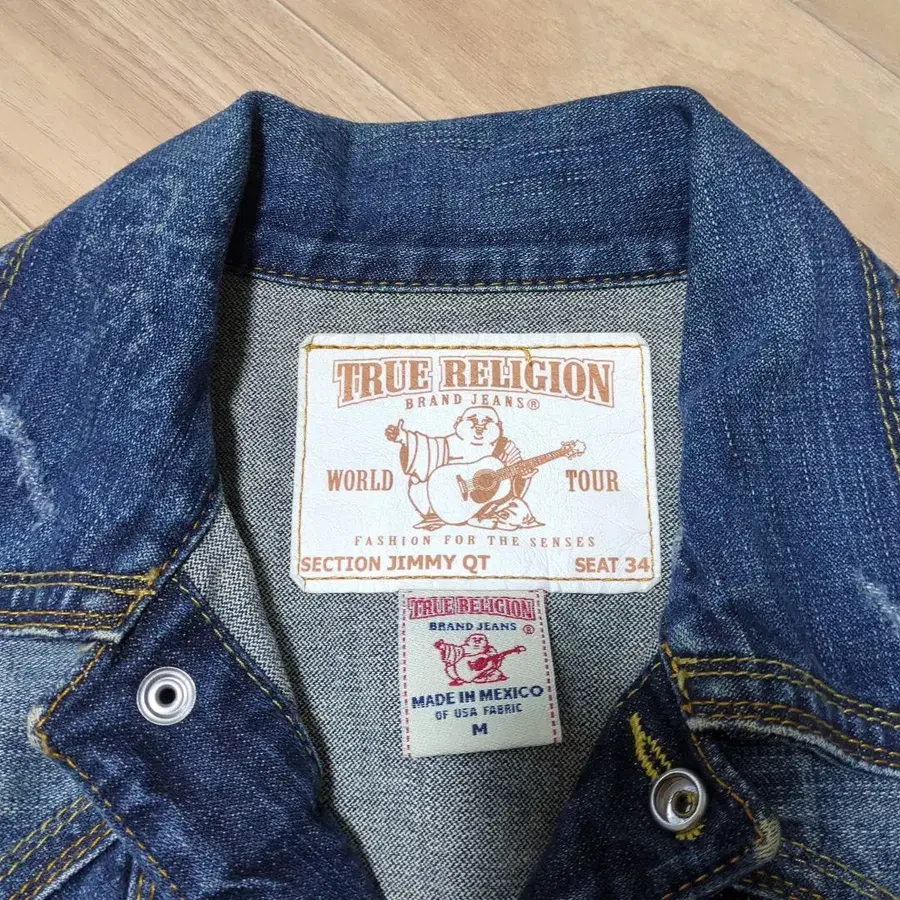 TRUE RELIGION
BRAND JEANS®
WORLD TOUR
FASHION FOR THE SENSES
SECTION JIMMY QT SEAT 34
TRUE RELIGION
BRAND JEANS ®
MADE IN MEXICO
OF USA FABRIC
M